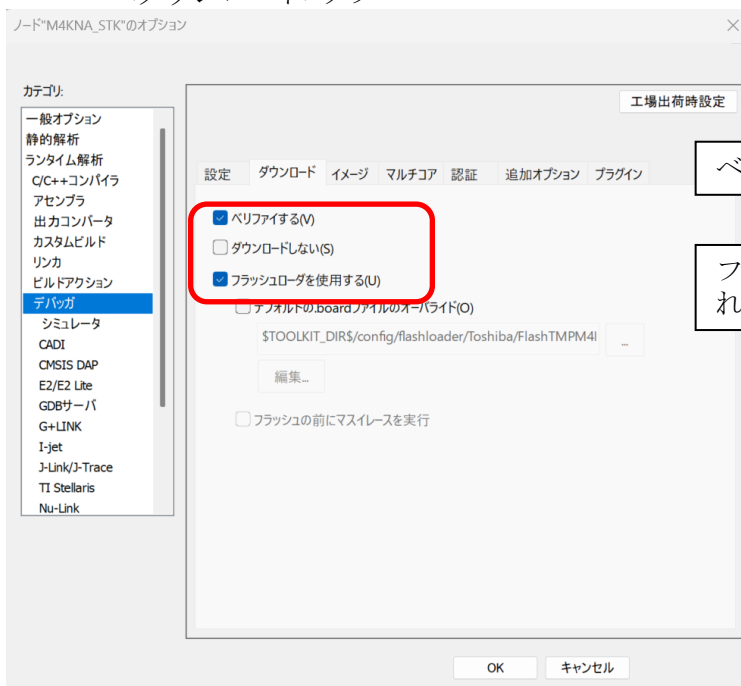 ノード"M4KNA_STK"のオプション
カテゴリ:
工場出荷時設定
一般オプション
静的解析
ランタイム解析
C/C++コンパイラ
アセンブラ
出力コンバータ
カスタムビルド
リンカ
ビルドアクション
デバッガ
シミュレータ
CADI
CMSIS DAP
E2/E2 Lite
GDBサーバ
G+LINK
I-jet
J-Link/J-Trace
TI Stellaris
Nu-Link
設定 ダウンロード イメージ マルチコア 認証 追加オプション プラグイン
ベリファイする(V)
ダウンロードしない(S)
フラッシュローダを使用する(U)
デフォルトの.boardファイルのオーバライド(O)
$TOOLKIT_DIR$/config/flashloader/Toshiba/FlashTMPM4
...
編集...
フラッシュの前にマスイレースを実行
ベ
フ
れ
OK キャンセル